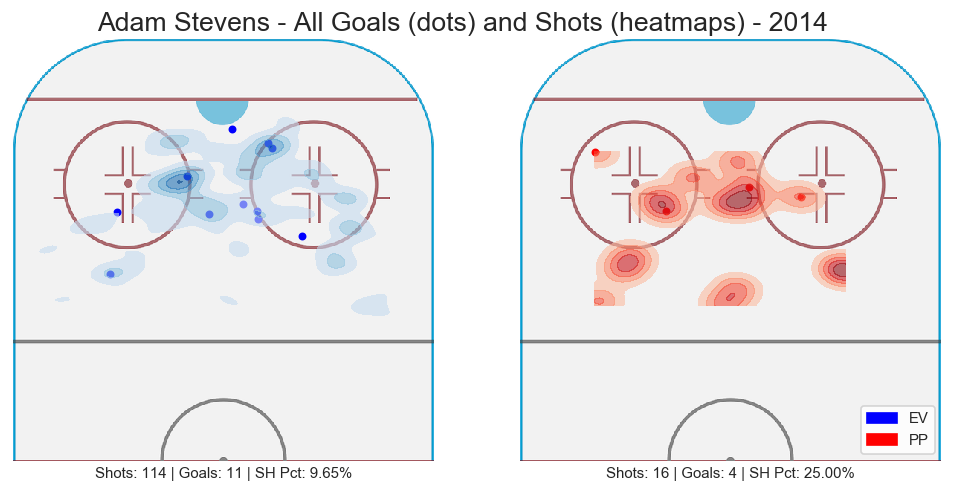 Adam Stevens - All Goals (dots) and Shots (heatmaps) - 2014
EV
PP
Shots: 114 | Goals: 11 | SH Pct: 9.65%
Shots: 16 | Goals: 4 | SH Pct: 25.00%